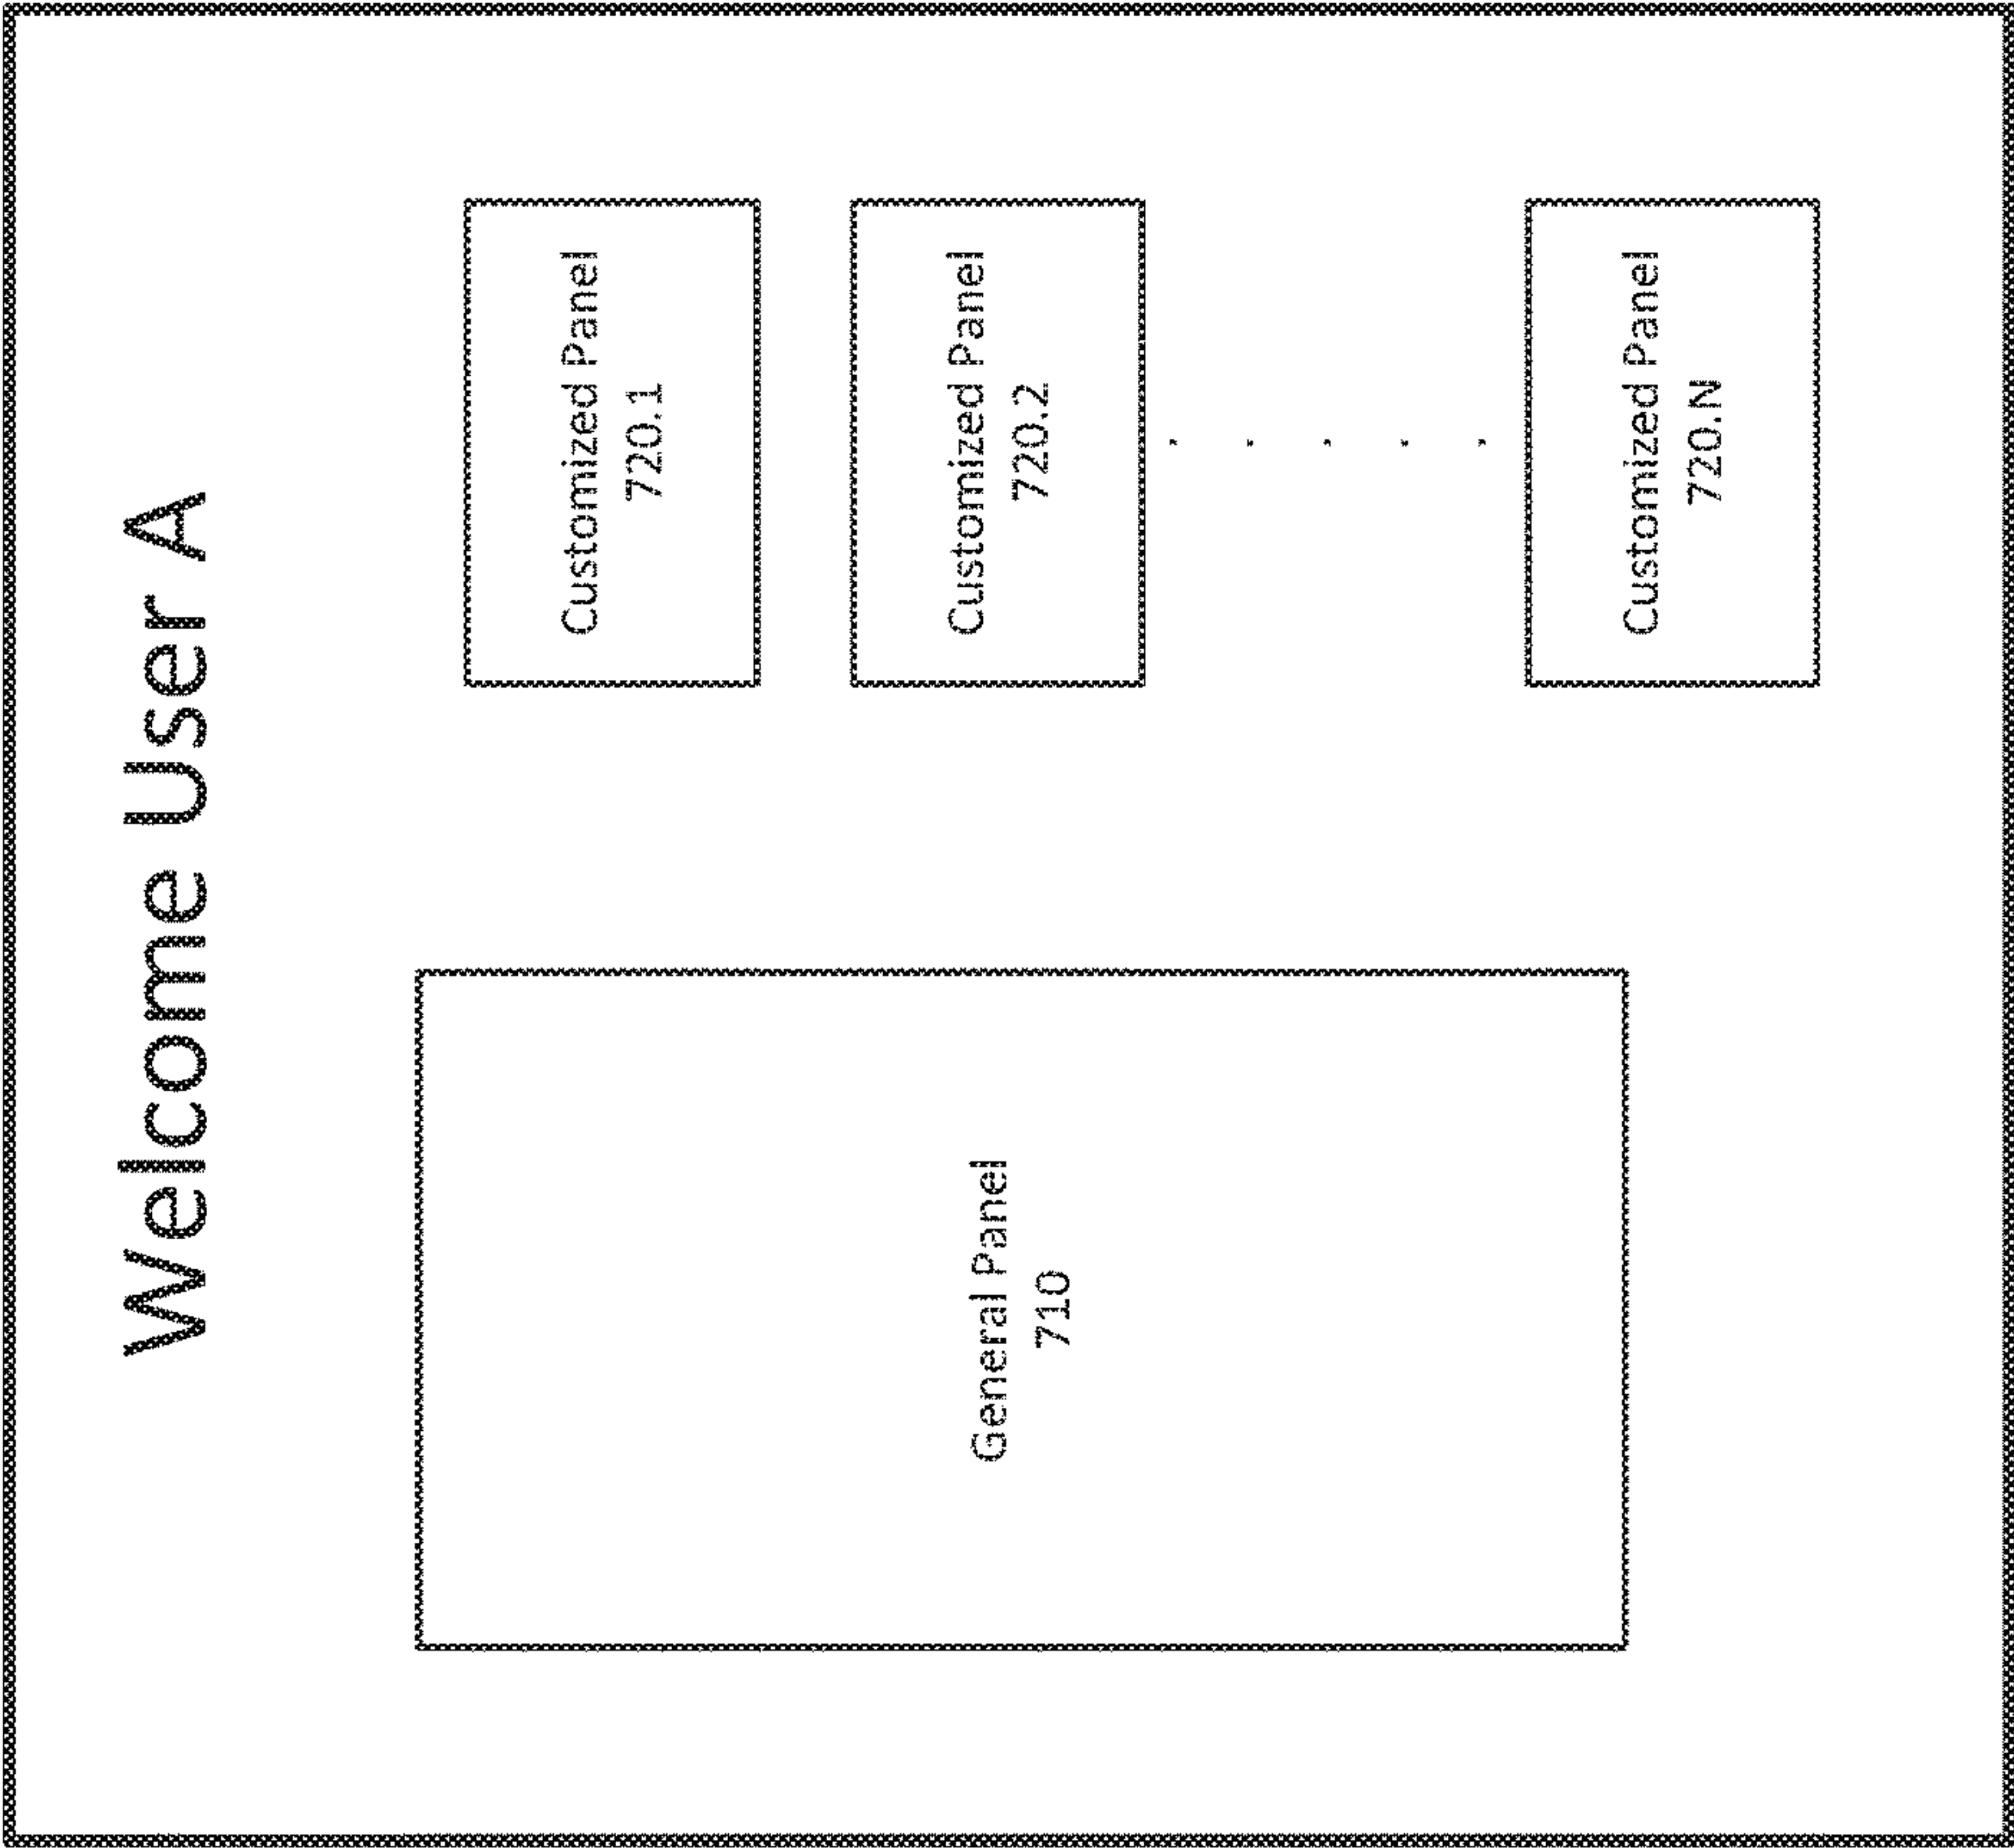 Welcome User A
General Panel
710
Customized Panel
720.1
Customized Panel
720.2
Customized Panel
720.N